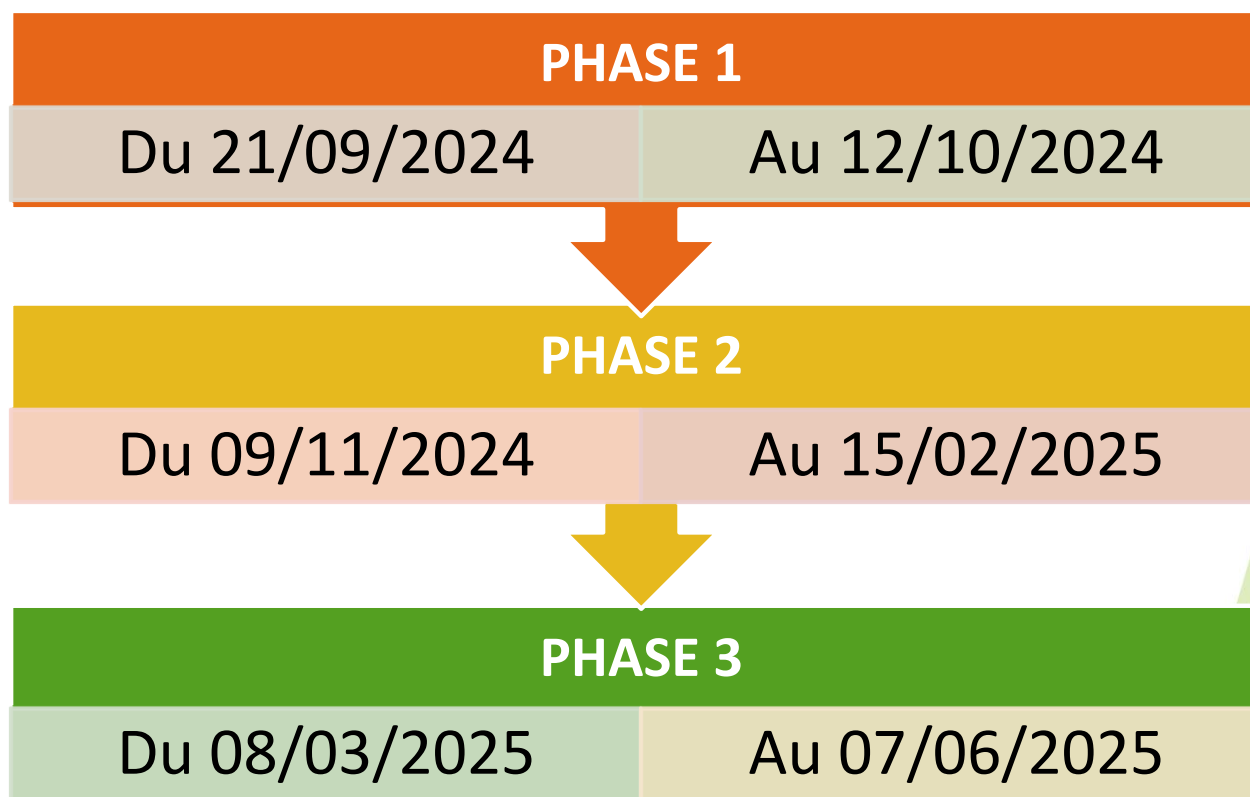 PHASE 1
Du 21/09/2024 Au 12/10/2024
PHASE 2
Du 09/11/2024 Au 15/02/2025
PHASE 3
Du 08/03/2025 Au 07/06/2025